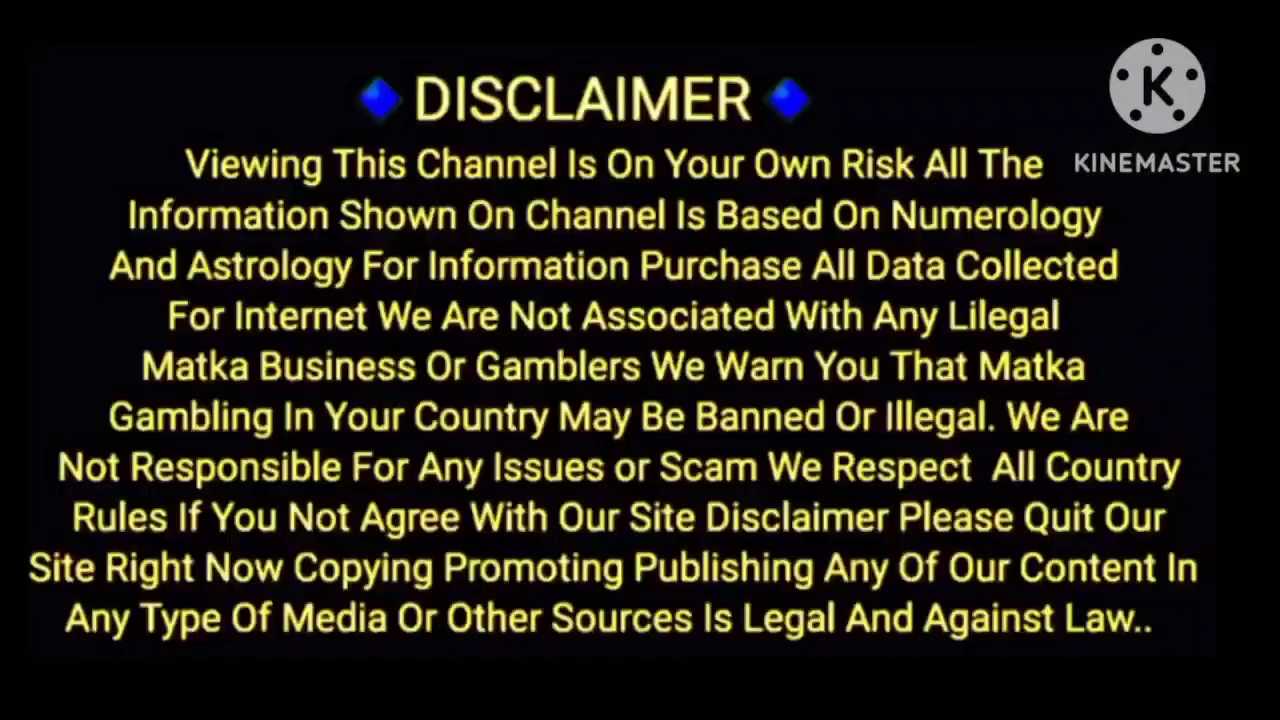 DISCLAIMER
K
KINEMASTER
Viewing This Channel Is On Your Own Risk All The
Information Shown On Channel Is Based On Numerology
And Astrology For Information Purchase All Data Collected
For Internet We Are Not Associated With Any Lilegal
Matka Business Or Gamblers We Warn You That Matka
Gambling In Your Country May Be Banned Or Illegal. We Are
Not Responsible For Any Issues or Scam We Respect All Country
Rules If You Not Agree With Our Site Disclaimer Please Quit Our
Site Right Now Copying Promoting Publishing Any Of Our Content In
Any Type Of Media Or Other Sources Is Legal And Against Law..